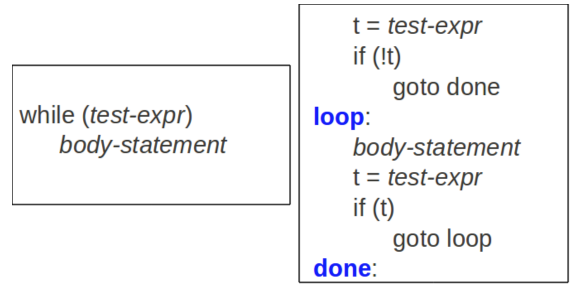 while (test-expr)
body-statement
t = test-expr
if (!t)
goto done
loop:
body-statement
t = test-expr
if (t)
goto loop
done: